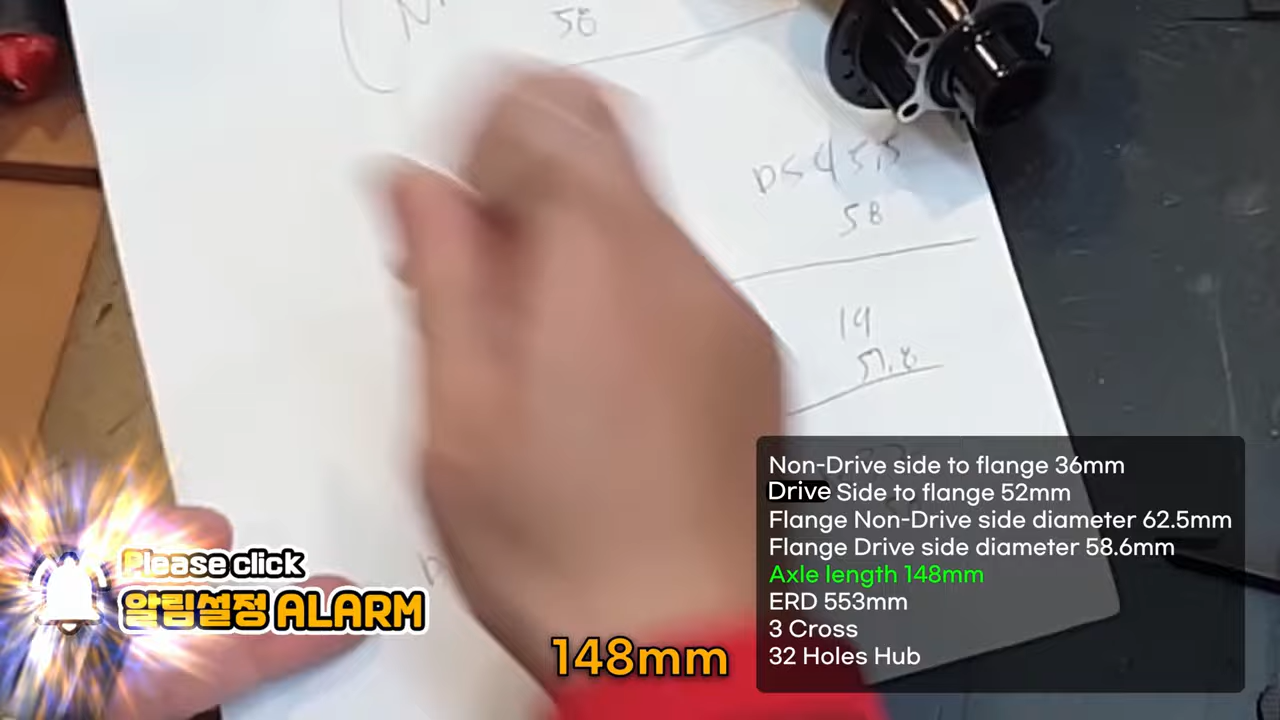 58
DS 45.5
58
19
57.8
Non-Drive side to flange 36mm
Drive Side to flange 52mm
Flange Non-Drive side diameter 62.5mm
Flange Drive side diameter 58.6mm
Axle length 148mm
ERD 553mm
3 Cross
32 Holes Hub
Please click
알림설정 ALARM
148mm